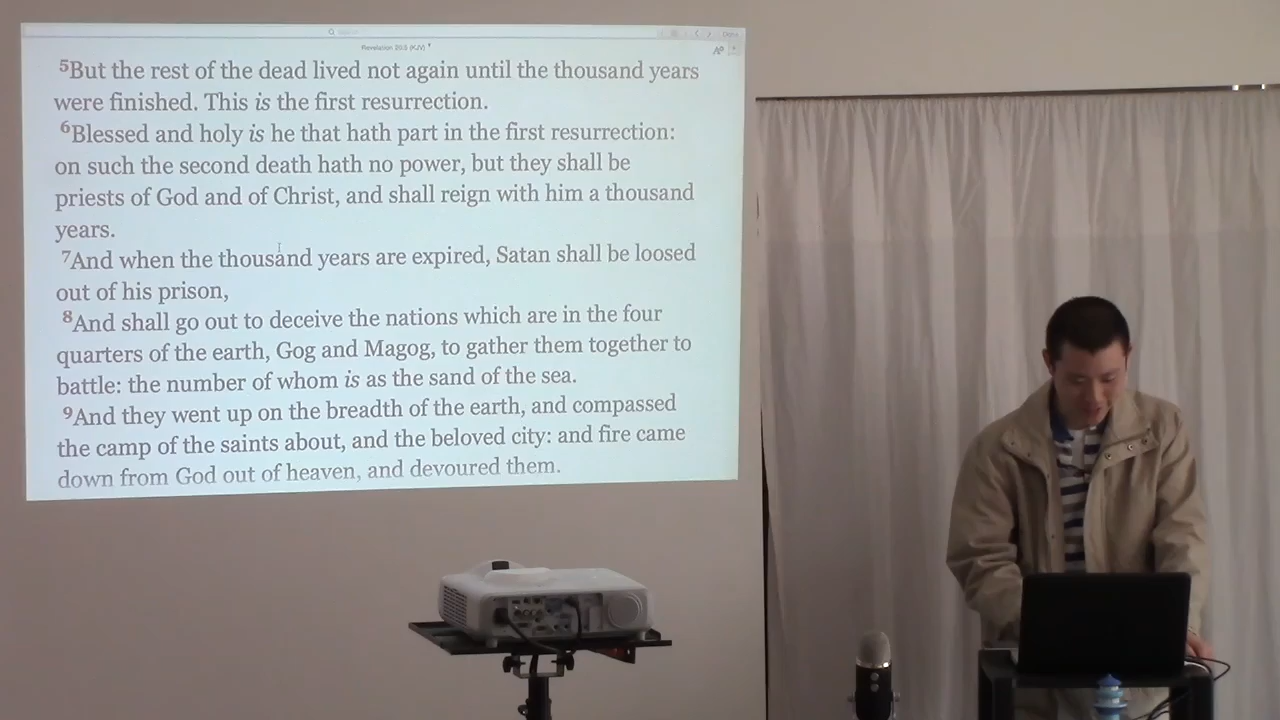 Revelation 20:5 (KJV)
5But the rest of the dead lived not again until the thousand years
were finished. This is the first resurrection.
6Blessed and holy is he that hath part in the first resurrection:
on such the second death hath no power, but they shall be
priests of God and of Christ, and shall reign with him a thousand
years.
7And when the thousand years are expired, Satan shall be loosed
out of his prison,
8And shall go out to deceive the nations which are in the four
quarters of the earth, Gog and Magog, to gather them together to
battle: the number of whom is as the sand of the sea.
9And they went up on the breadth of the earth, and compassed
the camp of the saints about, and the beloved city: and fire came
down from God out of heaven, and devoured them.